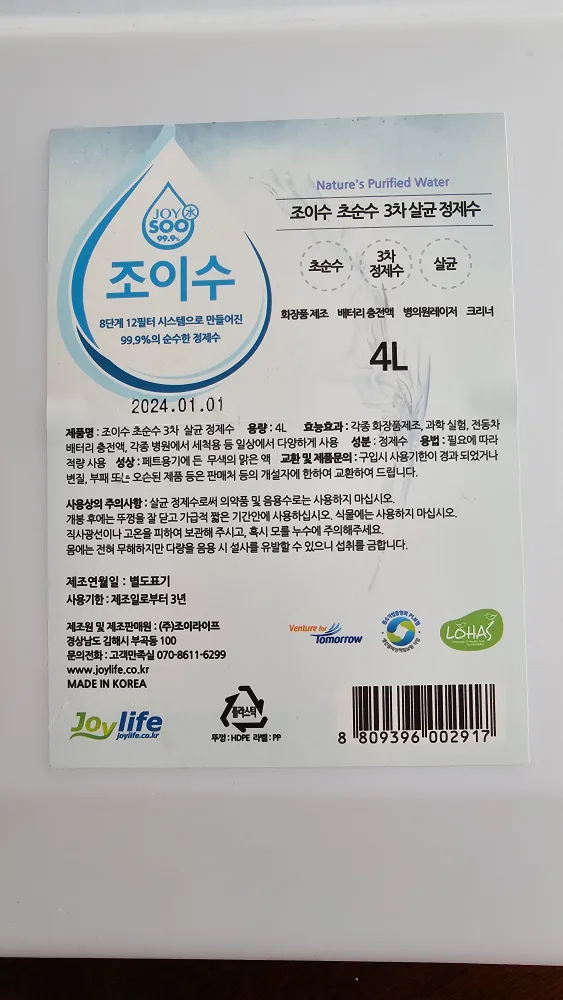 Nature's Purified Water
조이수 초순수 3차 살균 정제수
JOY 水
SOO
99.9%
조이수
8단계 12필터 시스템으로 만들어진
99.9%의 순수한 정제수
초순수
3차
정제수
살균
화장품 제조 배터리 충전액 병의원레이저 크리너
4L
2024.01.01
제품명 : 조이수 초순수 3차 살균 정제수 용량 : 4L 효능효과 : 각종 화장품제조, 과학 실험, 전동차
배터리 충전액, 각종 병원에서 세척용 등 일상에서 다양하게 사용 성분 : 정제수 용법 : 필요에 따라
적량 사용 성상 : 페트용기에 든 무색의 맑은 액 교환 및 제품문의 : 구입시 사용기한이 경과 되었거나
변질, 부패 또는 오손된 제품 등은 판매처 등의 개설자에 한하여 교환하여 드립니다.
사용상의 주의사항 : 살균 정제수로써 의약품 및 음용수로는 사용하지 마십시오.
개봉 후에는 뚜껑을 잘 닫고 가급적 짧은 기간안에 사용하십시오. 식물에는 사용하지 마십시오.
직사광선이나 고온을 피하여 보관해 주시고, 혹시 모를 누수에 주의해주세요.
몸에는 전혀 무해하지만 다량을 음용 시 설사를 유발할 수 있으니 섭취를 금합니다.
제조연월일 : 별도표기
사용기한 : 제조일로부터 3년
제조원 및 제조판매원 : (주)조이라이프
경상남도 김해시 부곡동 100
문의전화 : 고객만족실 070-8611-6299
www.joylife.co.kr
MADE IN KOREA
Venture for
Tomorrow
LOHAS
Joylife
joylife.co.kr
플라스틱
뚜껑 : HDPE 라벨 : PP
8 809396 002917